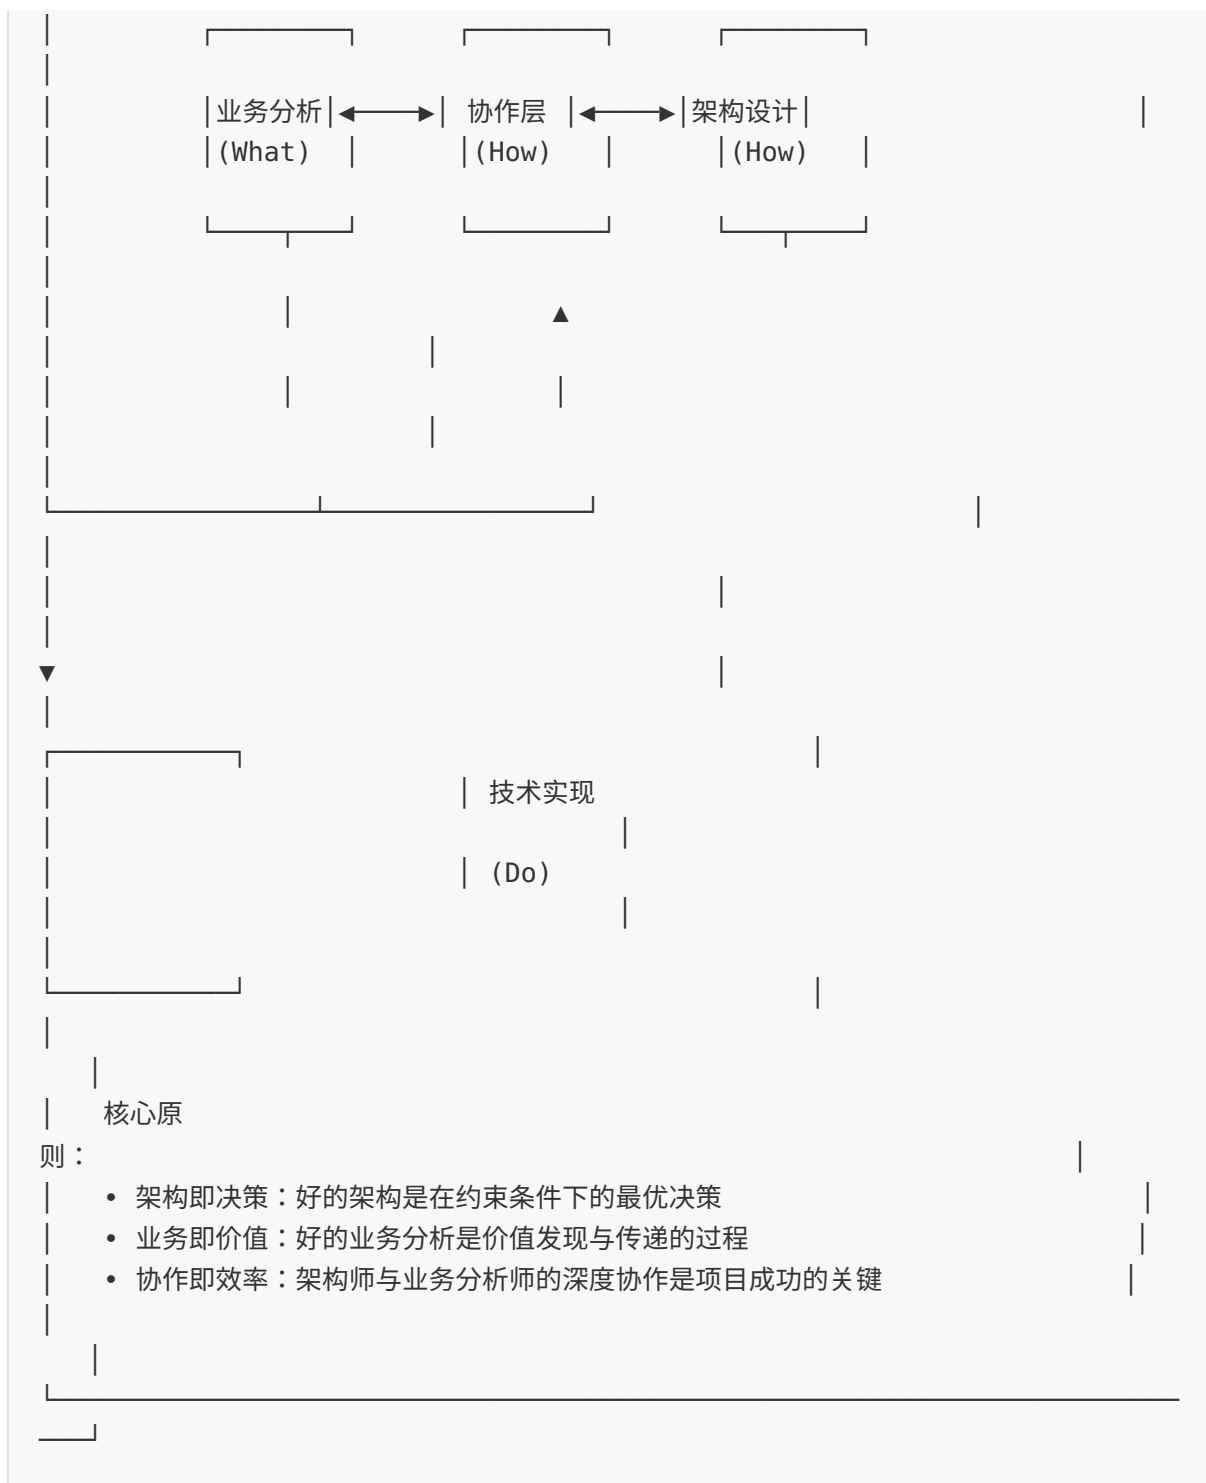 业务分析 协作层 架构设计
(What) (How) (How)
技术实现
(Do)
核心原
则：
• 架构即决策：好的架构是在约束条件下的最优决策
• 业务即价值：好的业务分析是价值发现与传递的过程
• 协作即效率：架构师与业务分析师的深度协作是项目成功的关键